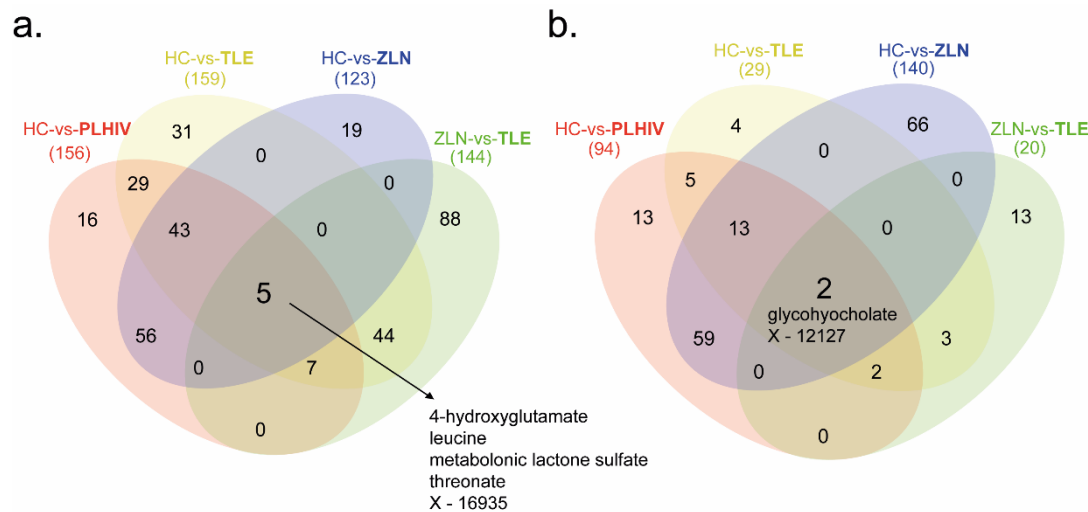 a.
HC-vs-TLE
(159)
HC-vs-ZLN
(123)
HC-vs-PLHIV
(156)
ZLN-vs-TLE
(144)
31
19
0
29
0
16
43
0
88
5
56
44
0
7
0
4-hydroxyglutamate
leucine
metabolonic lactone sulfate
threonate
X - 16935
b.
HC-vs-TLE
(29)
HC-vs-ZLN
(140)
HC-vs-PLHIV
(94)
ZLN-vs-TLE
(20)
4
66
0
5
0
13
13
0
13
2
glycohyocholate
X - 12127
59
3
0
2
0